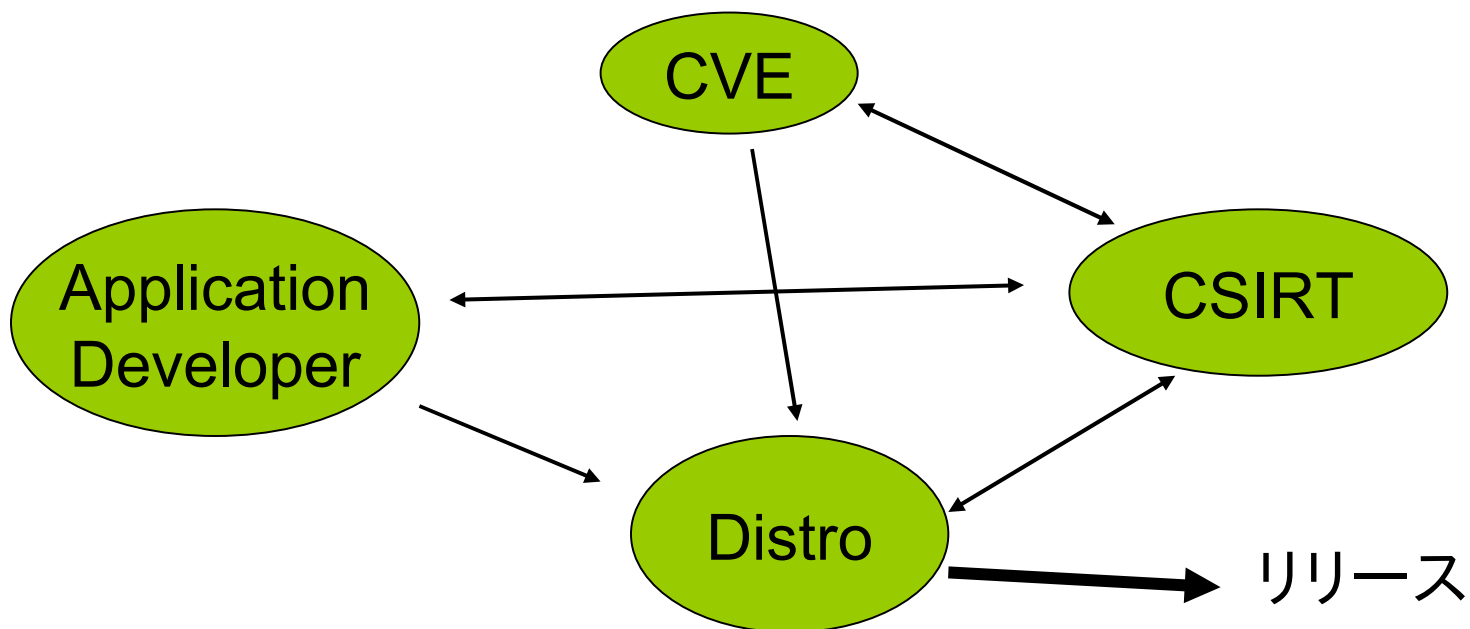 CVE
Application
Developer
CSIRT
Distro
リリース